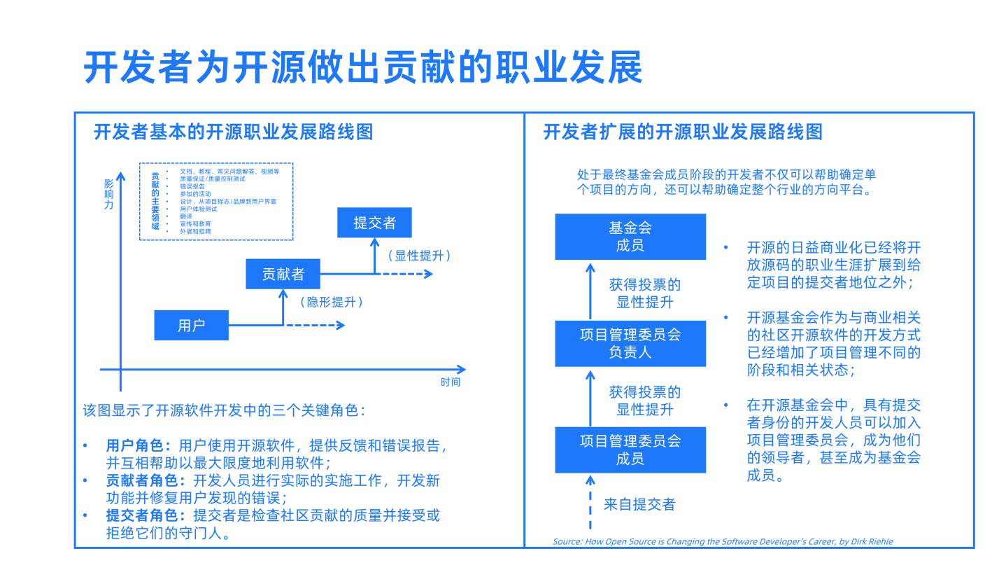 开发者为开源做出贡献的职业发展
开发者基本的开源职业发展路线图
影响力
贡献的主要领域
• 文档、教程、常见问题解答、视频等
• 质量保证/质量控制测试
• 错误报告
• 参加的活动
• 设计，从项目标志/品牌到用户界面
• 用户体验测试
• 翻译
• 宣传和教育
• 外展和招聘
提交者
（显性提升）
贡献者
（隐形提升）
用户
时间
该图显示了开源软件开发中的三个关键角色：
• 用户角色：用户使用开源软件，提供反馈和错误报告，
并互相帮助以最大限度地利用软件；
• 贡献者角色：开发人员进行实际的实施工作，开发新
功能并修复用户发现的错误；
• 提交者角色：提交者是检查社区贡献的质量并接受或
拒绝它们的守门人。
开发者扩展的开源职业发展路线图
处于最终基金会成员阶段的开发者不仅可以帮助确定单
个项目的方向，还可以帮助确定整个行业的方向平台。
基金会
成员
获得投票的
显性提升
项目管理委员会
负责人
获得投票的
显性提升
项目管理委员会
成员
来自提交者
• 开源的日益商业化已经将开
放源码的职业生涯扩展到给
定项目的提交者地位之外；
• 开源基金会作为与商业相关
的社区开源软件的开发方式
已经增加了项目管理不同的
阶段和相关状态；
• 在开源基金会中，具有提交
者身份的开发人员可以加入
项目管理委员会，成为他们
的领导者，甚至成为基金会
成员。
Source: How Open Source is Changing the Software Developer’s Career, by Dirk Riehle